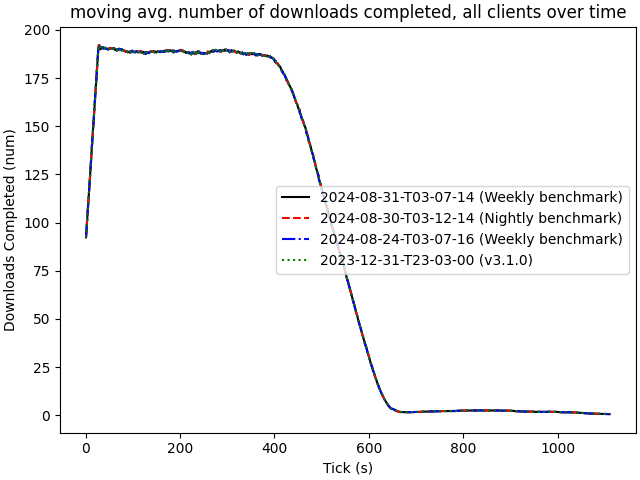 moving avg. number of downloads completed, all clients over time
Downloads Completed (num)
200
175
150
125
100
75
50
25
0
2024-08-31-T03-07-14 (Weekly benchmark)
2024-08-30-T03-12-14 (Nightly benchmark)
2024-08-24-T03-07-16 (Weekly benchmark)
2023-12-31-T23-03-00 (v3.1.0)
0 200 400 600 800 1000
Tick (s)